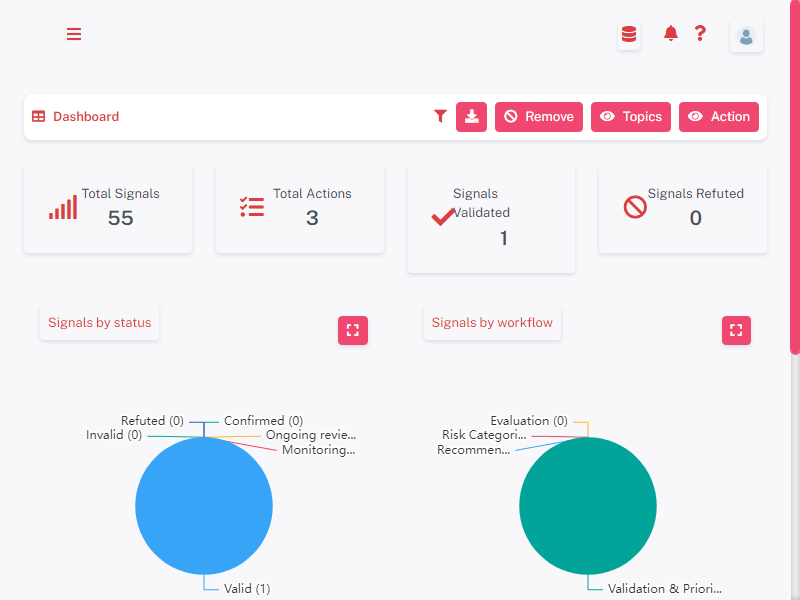 Dashboard
Remove
Topics
Action
Total Signals
55
Total Actions
3
Signals
Validated
1
Signals Refuted
0
Signals by status
Signals by workflow
Refuted (0)
Confirmed (0)
Invalid (0)
Ongoing revie...
Monitoring...
Valid (1)
Evaluation (0)
Risk Categori...
Recommen...
Validation & Priori...